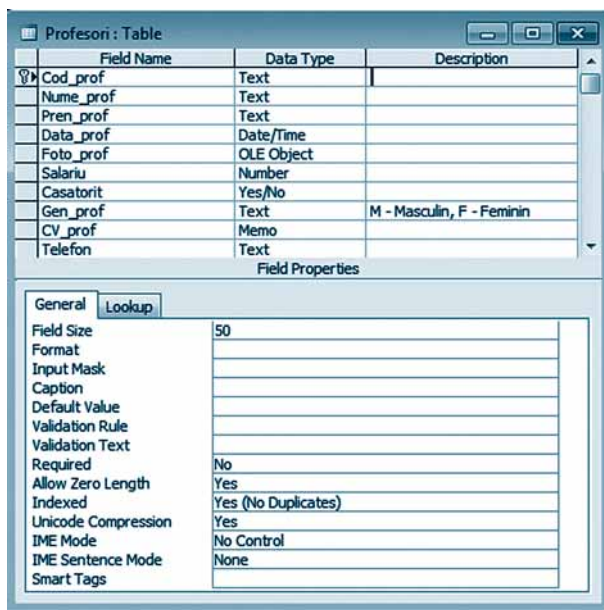 Profesori : Table
Field Name Data Type Description
Cod_prof Text
Nume_prof Text
Pren_prof Text
Data_prof Date/Time
Foto_prof OLE Object
Salariu Number
Casatorit Yes/No
Gen_prof Text M - Masculin, F - Feminin
CV_prof Memo
Telefon Text
Field Properties
General Lookup
Field Size 50
Format
Input Mask
Caption
Default Value
Validation Rule
Validation Text
Required No
Allow Zero Length Yes
Indexed Yes (No Duplicates)
Unicode Compression Yes
IME Mode No Control
IME Sentence Mode None
Smart Tags